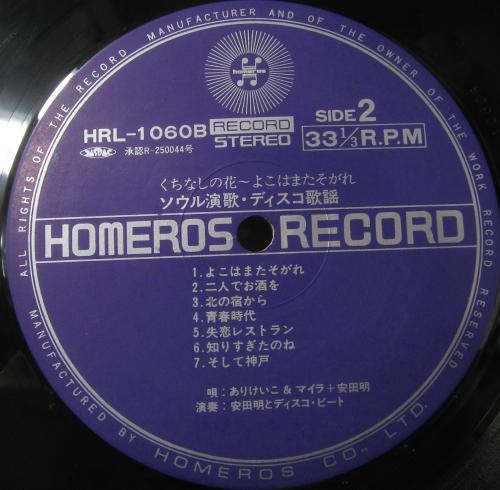 ALL RIGHTS OF THE RECORD MANUFACTURER AND OF THE OWNER OF THE WORK RECORD RESERVED
HRL-1060B RECORD STEREO
SIDE 2
33 1/3 R.P.M
承認R-250044号
くちなしの花~よこはまたそがれ
ソウル演歌・ディスコ歌謡
HOMEROS RECORD
1.よこはまたそがれ
2.二人でお酒を
3.北の宿から
4.青春時代
5.失恋レストラン
6.知りすぎたのね
7.そして神戸
唄:ありけいこ & マイラ+安田明
演奏:安田明とディスコ・ビート
MANUFACTURED BY HOMEROS CO., LTD.